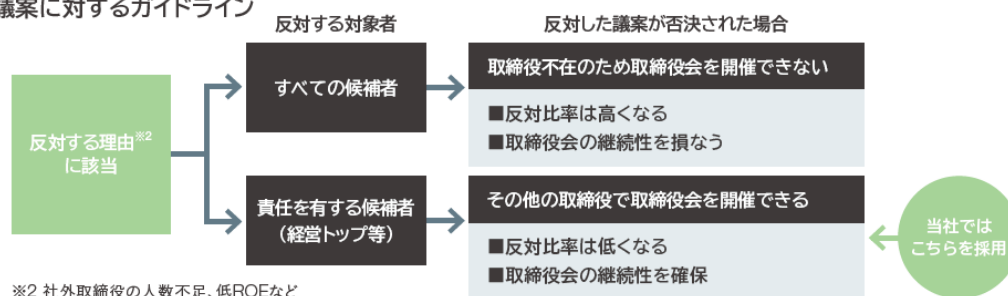 議案に対するガイドライン
反対する対象者
反対した議案が否決された場合
反対する理由※2
に該当
すべての候補者
取締役不在のため取締役会を開催できない
■反対比率は高くなる
■取締役会の継続性を損なう
責任を有する候補者
（経営トップ等）
その他の取締役で取締役会を開催できる
■反対比率は低くなる
■取締役会の継続性を確保
当社では
こちらを採用
※2 社外取締役の人数不足、低ROEなど